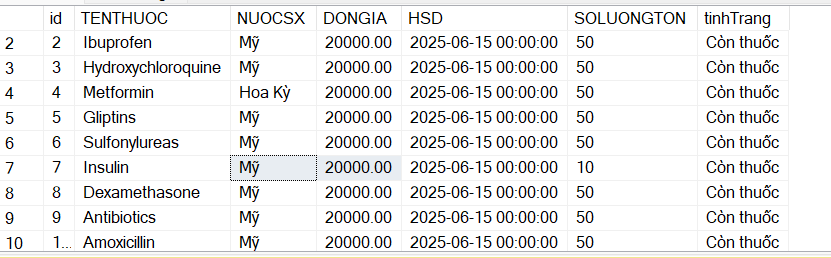 id TENTHUOC NUOCSX DONGIA HSD SOLUONGTON tinhTrang
2 2 Ibuprofen Mỹ 20000.00 2025-06-15 00:00:00 50 Còn thuốc
3 3 Hydroxychloroquine Mỹ 20000.00 2025-06-15 00:00:00 50 Còn thuốc
4 4 Metformin Hoa Kỳ 20000.00 2025-06-15 00:00:00 50 Còn thuốc
5 5 Gliptins Mỹ 20000.00 2025-06-15 00:00:00 50 Còn thuốc
6 6 Sulfonylureas Mỹ 20000.00 2025-06-15 00:00:00 50 Còn thuốc
7 7 Insulin Mỹ 20000.00 2025-06-15 00:00:00 10 Còn thuốc
8 8 Dexamethasone Mỹ 20000.00 2025-06-15 00:00:00 50 Còn thuốc
9 9 Antibiotics Mỹ 20000.00 2025-06-15 00:00:00 50 Còn thuốc
10 1... Amoxicillin Mỹ 20000.00 2025-06-15 00:00:00 50 Còn thuốc